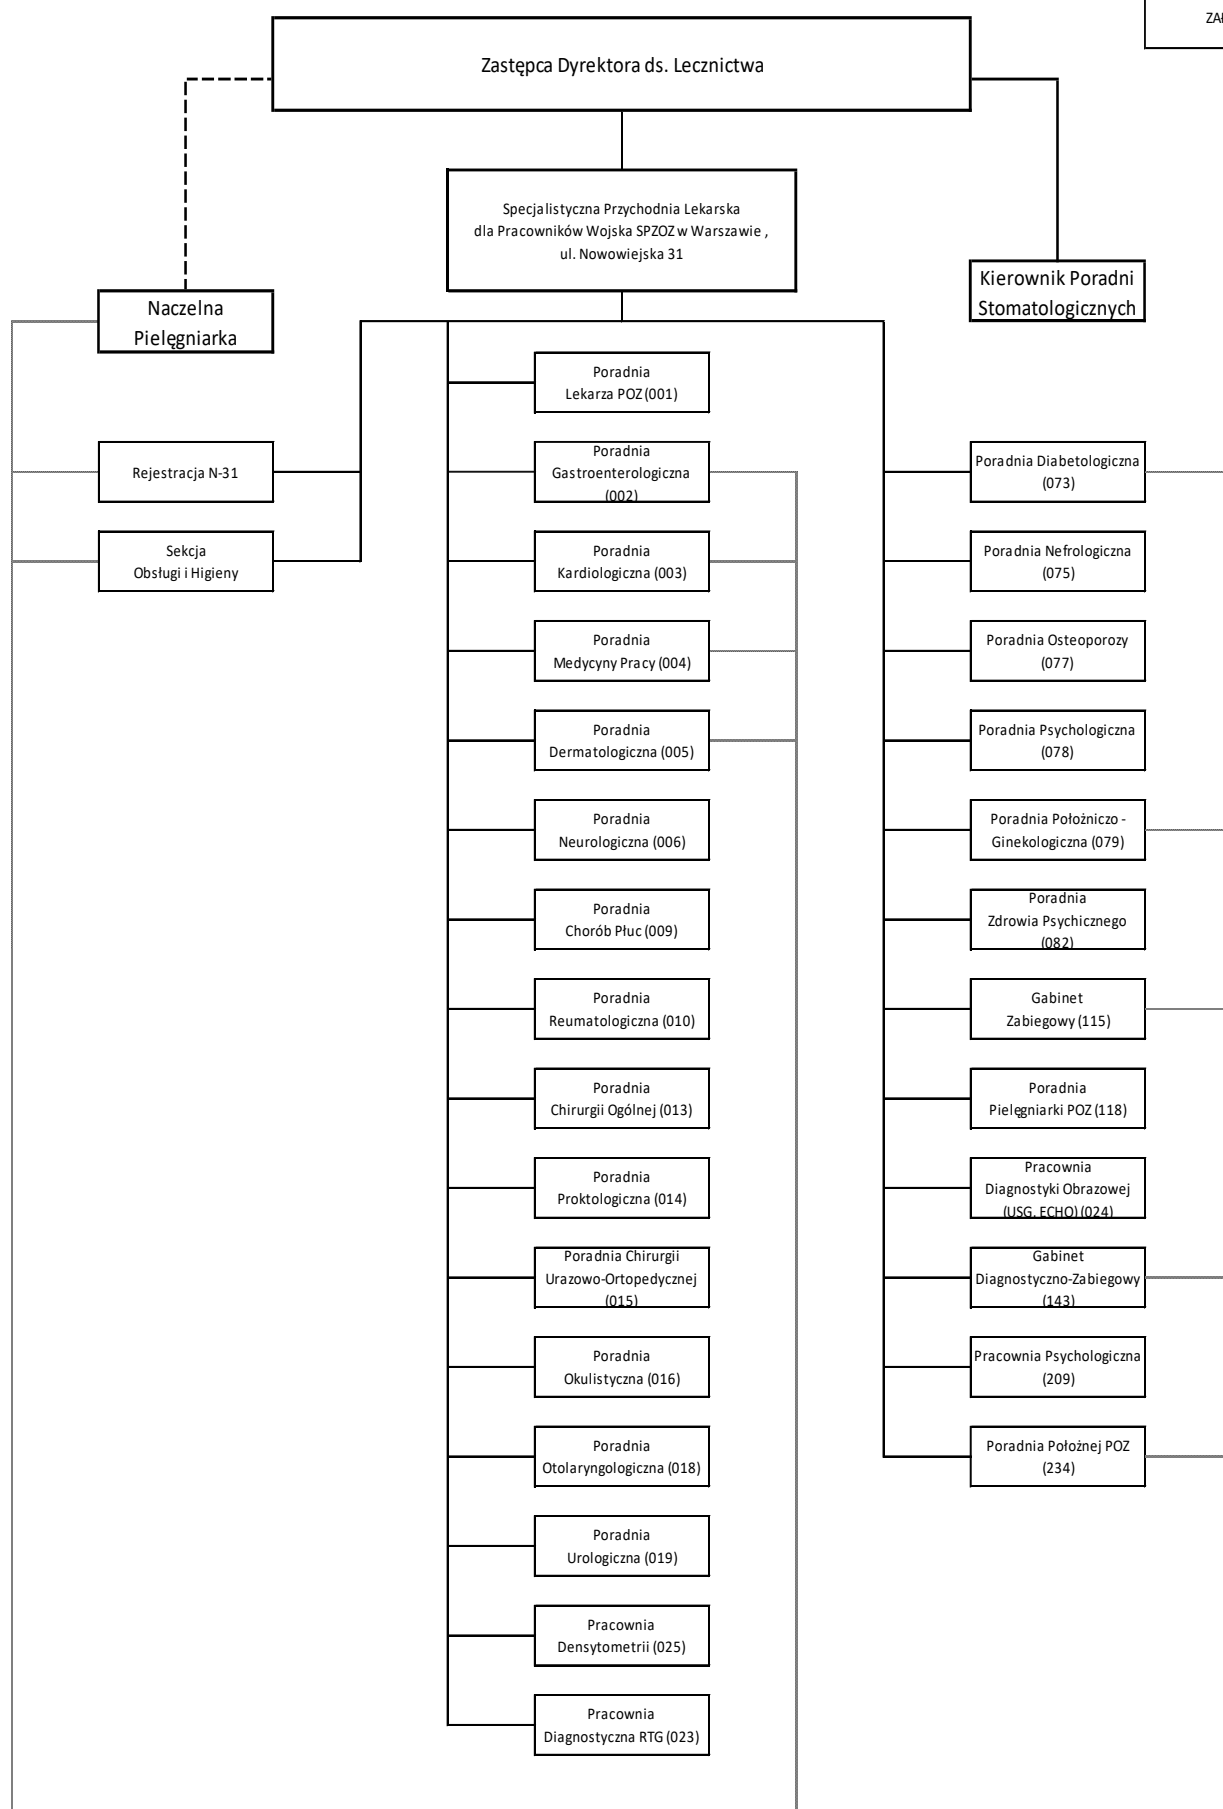 ZAŁ
Zastępca Dyrektora ds. Lecznictwa
Specjalistyczna Przychodnia Lekarska
dla Pracowników Wojska SPZOZ w Warszawie ,
ul. Nowowiejska 31
Kierownik Poradni
Stomatologicznych
Naczelna
Pielęgniarka
Rejestracja N-31
Sekcja
Obsługi i Higieny
Poradnia
Lekarza POZ (001)
Poradnia
Gastroenterologiczna
(002)
Poradnia
Kardiologiczna (003)
Poradnia
Medycyny Pracy (004)
Poradnia
Dermatologiczna (005)
Poradnia
Neurologiczna (006)
Poradnia
Chorób Płuc (009)
Poradnia
Reumatologiczna (010)
Poradnia
Chirurgii Ogólnej (013)
Poradnia
Proktologiczna (014)
Poradnia Chirurgii
Urazowo-Ortopedycznej
(015)
Poradnia
Okulistyczna (016)
Poradnia
Otolaryngologiczna (018)
Poradnia
Urologiczna (019)
Pracownia
Densytometrii (025)
Pracownia
Diagnostyczna RTG (023)
Poradnia Diabetologiczna
(073)
Poradnia Nefrologiczna
(075)
Poradnia Osteoporozy
(077)
Poradnia Psychologiczna
(078)
Poradnia Położniczo -
Ginekologiczna (079)
Poradnia
Zdrowia Psychicznego
(082)
Gabinet
Zabiegowy (115)
Poradnia
Pielęgniarki POZ (118)
Pracownia
Diagnostyki Obrazowej
(USG, ECHO) (024)
Gabinet
Diagnostyczno-Zabiegowy
(143)
Pracownia Psychologiczna
(209)
Poradnia Położnej POZ
(234)